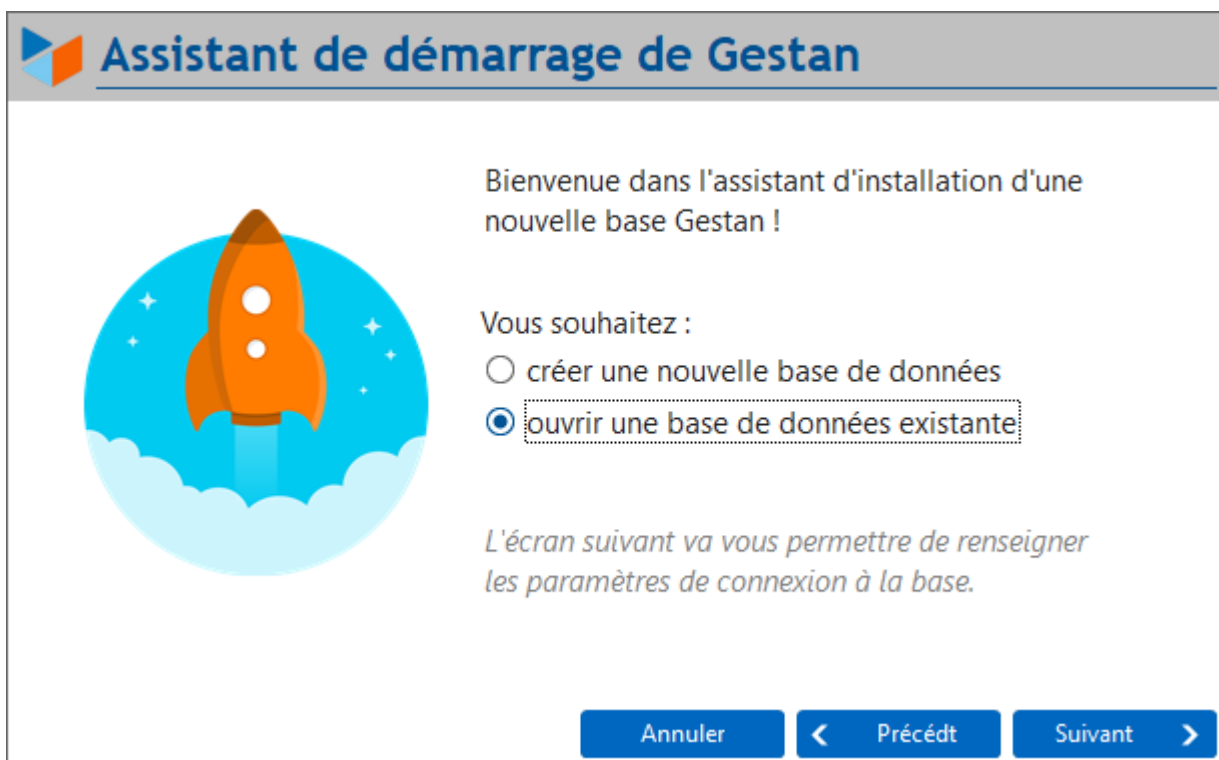 Assistant de démarrage de Gestan
Bienvenue dans l'assistant d'installation d'une
nouvelle base Gestan !
Vous souhaitez :
créer une nouvelle base de données
ouvrir une base de données existante
L'écran suivant va vous permettre de renseigner
les paramètres de connexion à la base.
Annuler Précédt Suivant